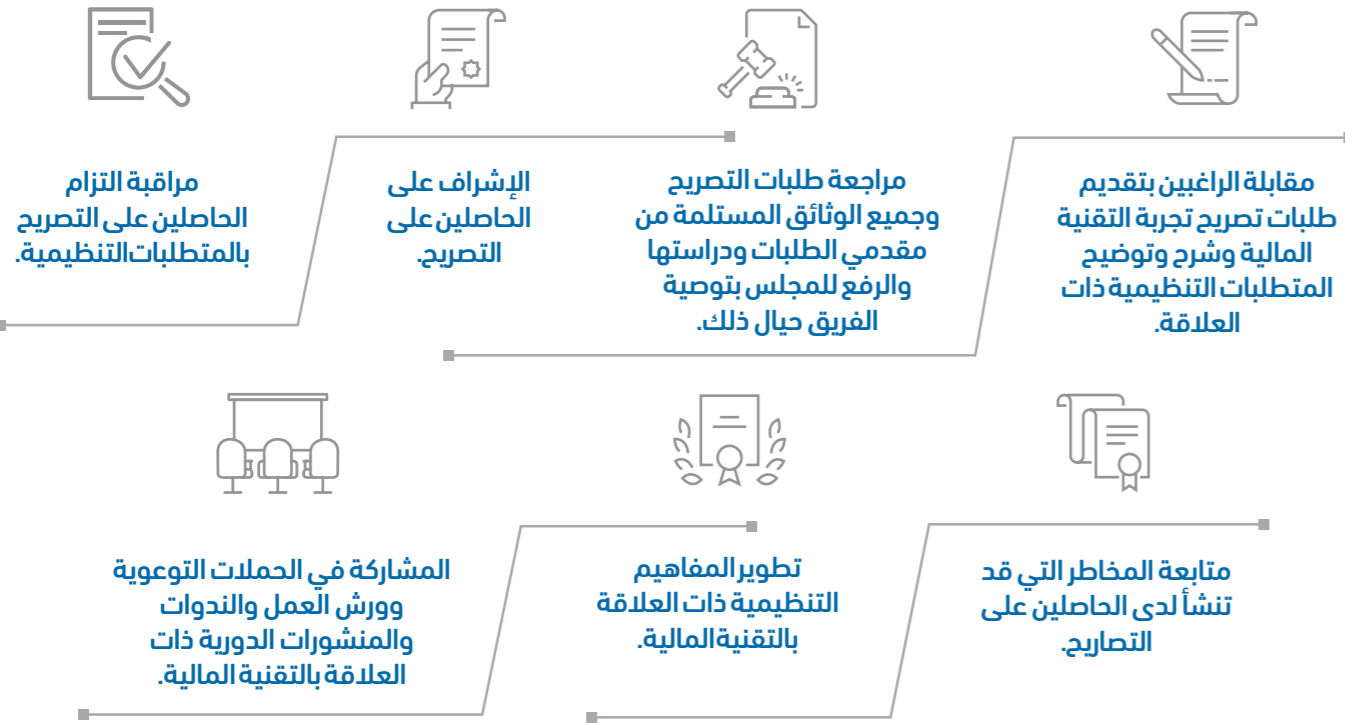 مقابلة الراغبين بتقديم
طلبات تصريح تجربة التقنية
المالية وشرح وتوضيح
المتطلبات التنظيمية ذات
العلاقة.
مراجعة طلبات التصريح
وجميع الوثائق المستلمة من
مقدمي الطلبات ودراستها
والرفع للمجلس بتوصية
الفريق حيال ذلك.
الإشراف على
الحاصلين على
التصريح.
مراقبة التزام
الحاصلين على التصريح
بالمتطلبات التنظيمية.
متابعة المخاطر التي قد
تنشأ لدى الحاصلين على
التصاريح.
تطوير المفاهيم
التنظيمية ذات العلاقة
بالتقنية المالية.
المشاركة في الحملات التوعوية
وورش العمل والندوات
والمنشورات الدورية ذات
العلاقة بالتقنية المالية.